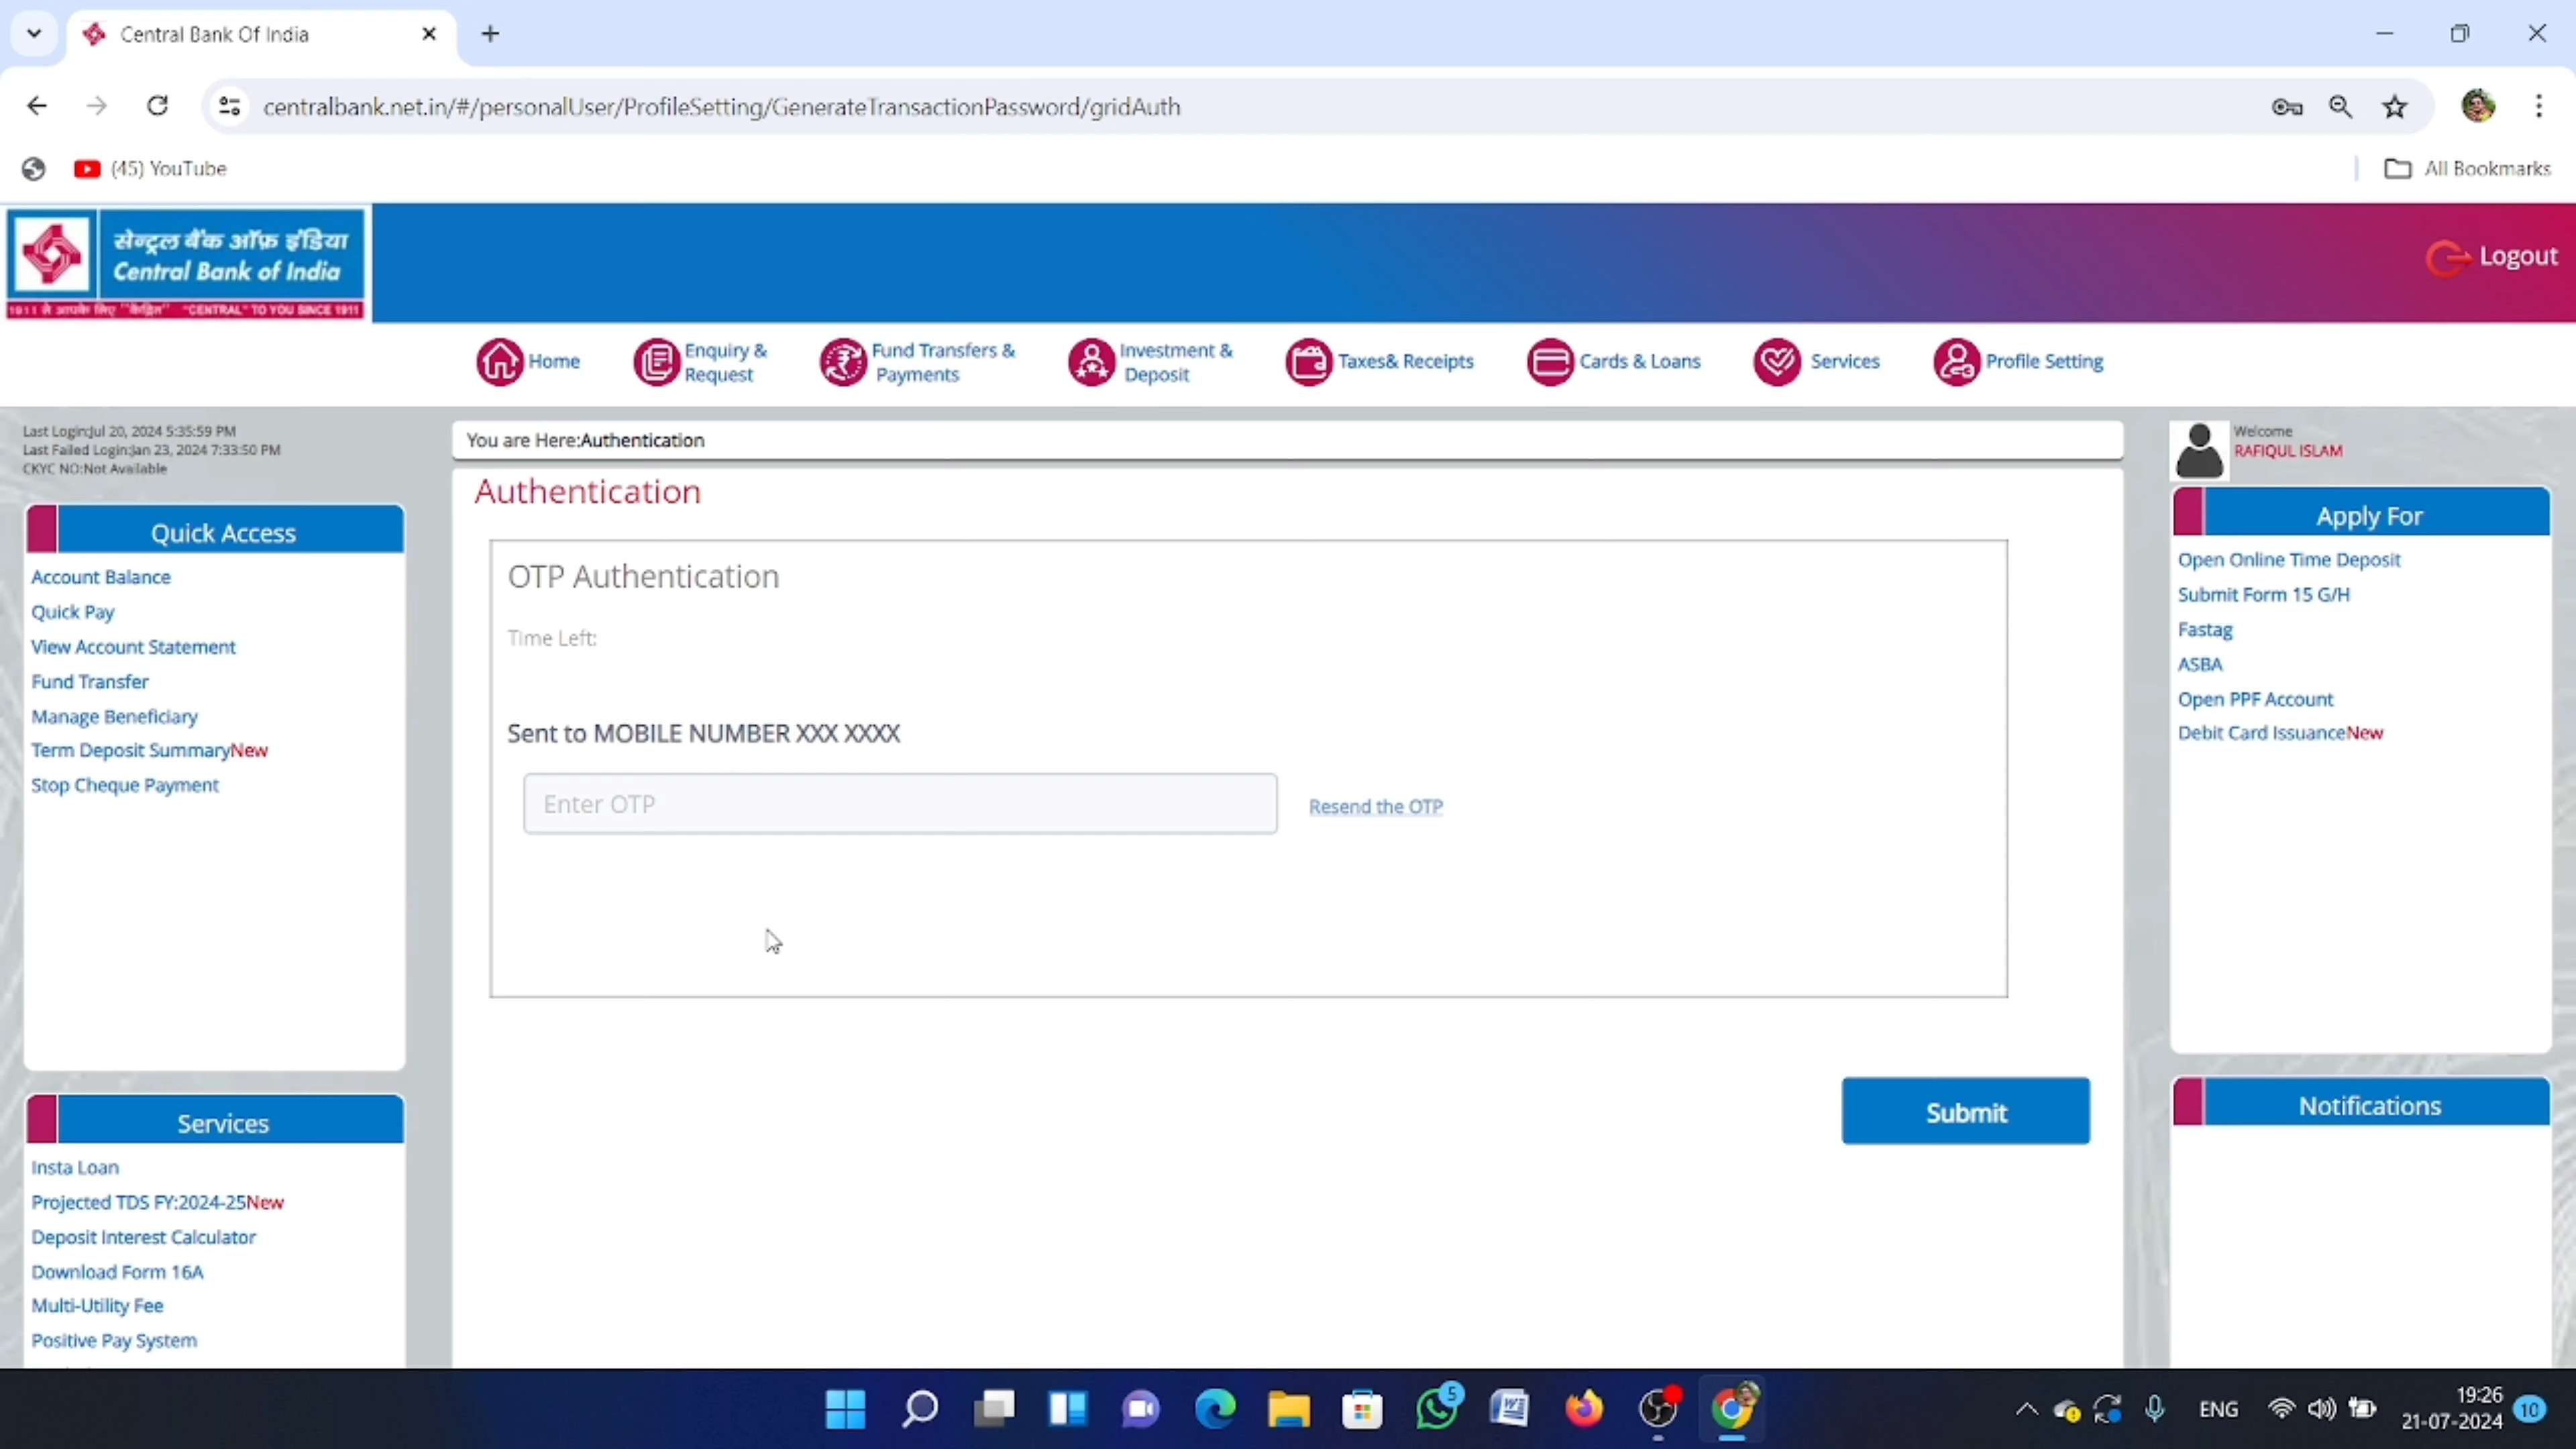 Central Bank Of India
centralbank.net.in/#/personalUser/ProfileSetting/GenerateTransactionPassword/gridAuth
(45) YouTube
All Bookmarks
सेन्ट्रल बैंक ऑफ़ इंडिया
Central Bank of India
1911 से आपके लिए "केंद्रित" "CENTRAL" TO YOU SINCE 1911
Logout
Home
Enquiry &
Request
Fund Transfers &
Payments
Investment &
Deposit
Taxes& Receipts
Cards & Loans
Services
Profile Setting
Last Login:Jul 20, 2024 5:35:59 PM
Last Failed Login:Jan 23, 2024 7:33:50 PM
CKYC NO:Not Available
Quick Access
Account Balance
Quick Pay
View Account Statement
Fund Transfer
Manage Beneficiary
Term Deposit SummaryNew
Stop Cheque Payment
Services
Insta Loan
Projected TDS FY:2024-25New
Deposit Interest Calculator
Download Form 16A
Multi-Utility Fee
Positive Pay System
You are Here:Authentication
Authentication
OTP Authentication
Time Left:
Sent to MOBILE NUMBER XXX XXXX
Enter OTP
Resend the OTP
Submit
Welcome
RAFIQUL ISLAM
Apply For
Open Online Time Deposit
Submit Form 15 G/H
Fastag
ASBA
Open PPF Account
Debit Card IssuanceNew
Notifications
5
W
ENG
19:26
21-07-2024
10